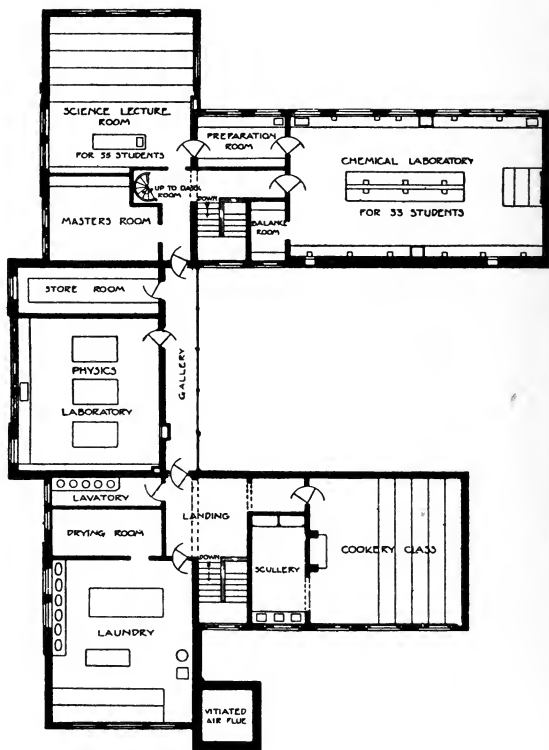 SCIENCE LECTURE
ROOM
FOR 56 STUDENTS
PREPARATION
ROOM
CHEMICAL LABORATORY
FOR 33 STUDENTS
UP TO DARK
ROOM
DOWN
MASTERS ROOM
BALANCE
ROOM
STORE ROOM
GALLERY
PHYSICS
LABORATORY
LAVATORY
LANDING
DRYING ROOM
DOWN
SCULLERY
COOKERY CLASS
LAUNDRY
VITIATED
AIR FLUE